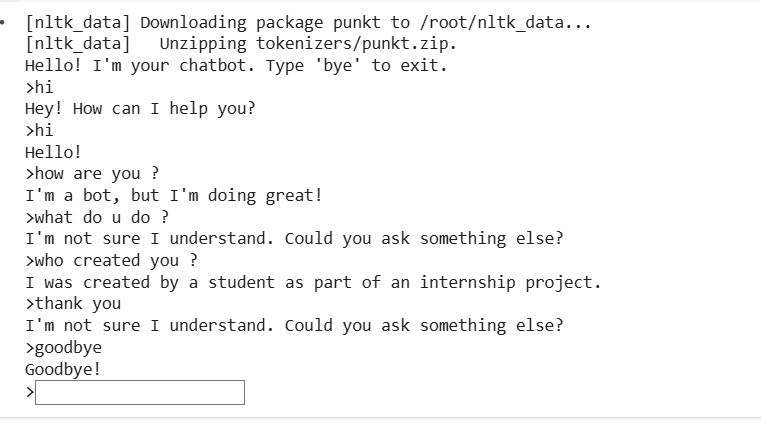 [nltk_data] Downloading package punkt to /root/nltk_data...
[nltk_data]   Unzipping tokenizers/punkt.zip.
Hello! I'm your chatbot. Type 'bye' to exit.
>hi
Hey! How can I help you?
>hi
Hello!
>how are you ?
I'm a bot, but I'm doing great!
>what do u do ?
I'm not sure I understand. Could you ask something else?
>who created you ?
I was created by a student as part of an internship project.
>thank you
I'm not sure I understand. Could you ask something else?
>goodbye
Goodbye!
>